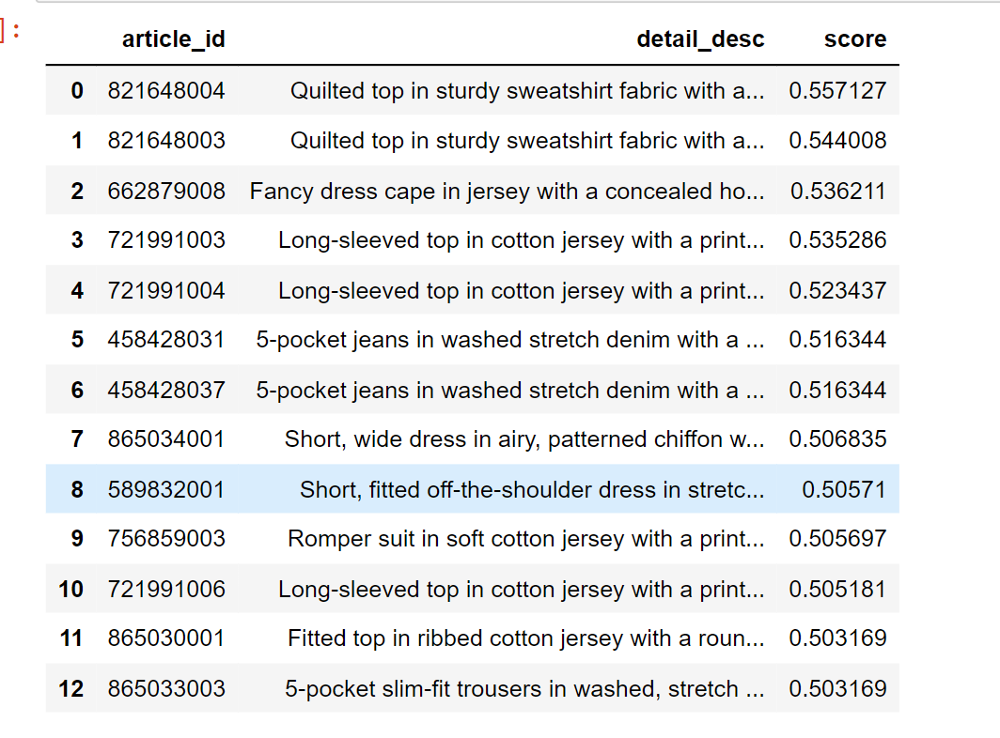 ]:
article_id detail_desc score
0 821648004 Quilted top in sturdy sweatshirt fabric with a... 0.557127
1 821648003 Quilted top in sturdy sweatshirt fabric with a... 0.544008
2 662879008 Fancy dress cape in jersey with a concealed ho... 0.536211
3 721991003 Long-sleeved top in cotton jersey with a print... 0.535286
4 721991004 Long-sleeved top in cotton jersey with a print... 0.523437
5 458428031 5-pocket jeans in washed stretch denim with a ... 0.516344
6 458428037 5-pocket jeans in washed stretch denim with a ... 0.516344
7 865034001 Short, wide dress in airy, patterned chiffon w... 0.506835
8 589832001 Short, fitted off-the-shoulder dress in stretc... 0.50571
9 756859003 Romper suit in soft cotton jersey with a print... 0.505697
10 721991006 Long-sleeved top in cotton jersey with a print... 0.505181
11 865030001 Fitted top in ribbed cotton jersey with a roun... 0.503169
12 865033003 5-pocket slim-fit trousers in washed, stretch ... 0.503169